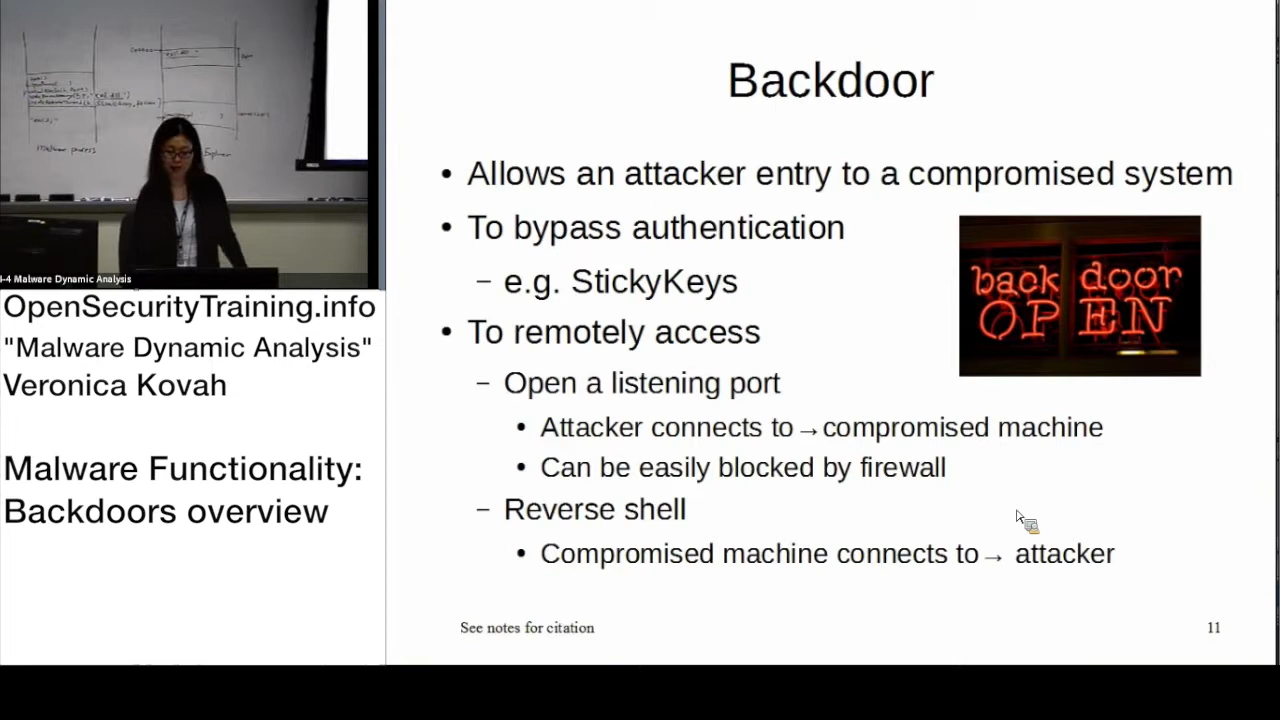 Malware process
Explorer
I-4 Malware Dynamic Analysis
OpenSecurityTraining.info
"Malware Dynamic Analysis"
Veronica Kovah
Malware Functionality:
Backdoors overview
Backdoor
• Allows an attacker entry to a compromised system
• To bypass authentication
– e.g. StickyKeys
• To remotely access
– Open a listening port
• Attacker connects to→compromised machine
• Can be easily blocked by firewall
– Reverse shell
• Compromised machine connects to→ attacker
back door
OPEN
See notes for citation
11